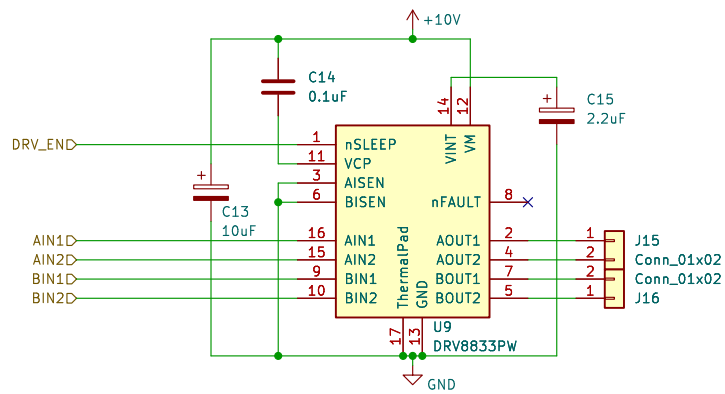 +10V
C14
0.1uF
14
12
+
C15
2.2uF
DRV_EN
1
nSLEEP
VINT
VM
11
VCP
3
AISEN
+
6
BISEN
nFAULT
8
C13
10uF
AIN1
16
AIN1
AOUT1
2
1
J15
AIN2
15
AIN2
AOUT2
4
2
Conn_01x02
BIN1
9
BIN1
BOUT1
7
2
Conn_01x02
BIN2
10
BIN2
BOUT2
5
1
J16
ThermalPad
GND
17
13
U9
DRV8833PW
GND